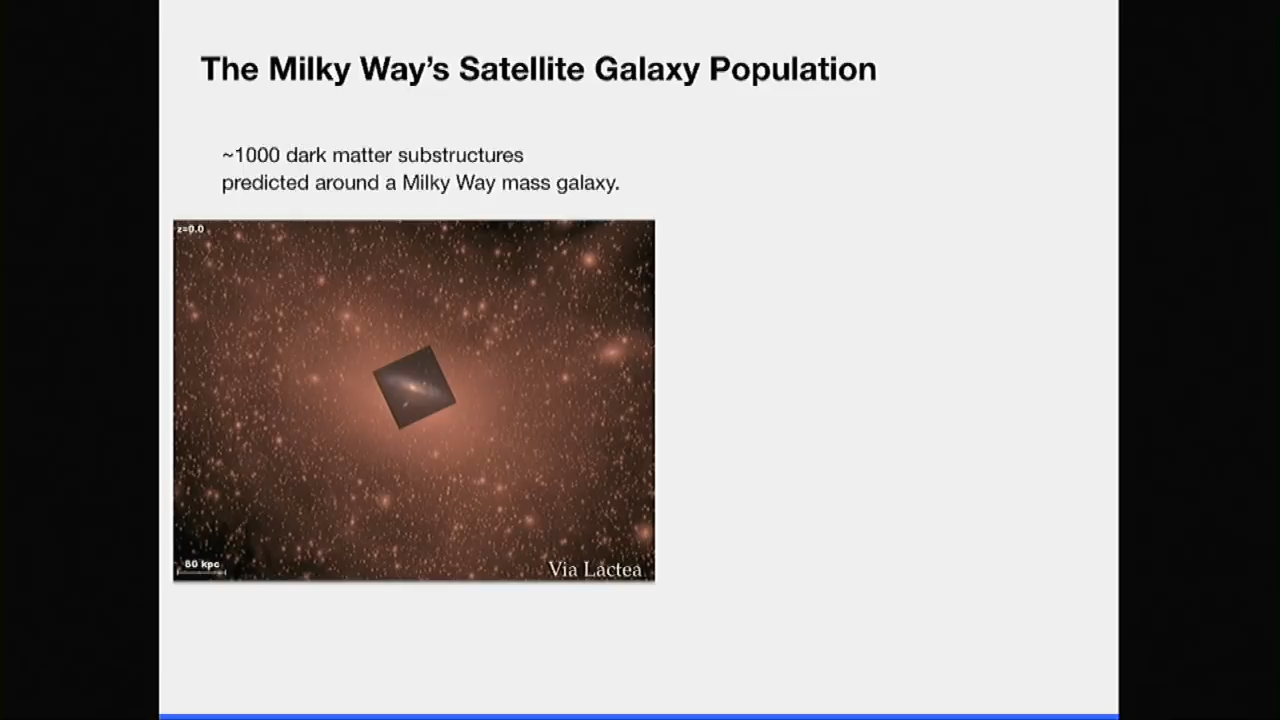 The Milky Way’s Satellite Galaxy Population
~1000 dark matter substructures
predicted around a Milky Way mass galaxy.
z=0.0
80 kpc
Via Lactea